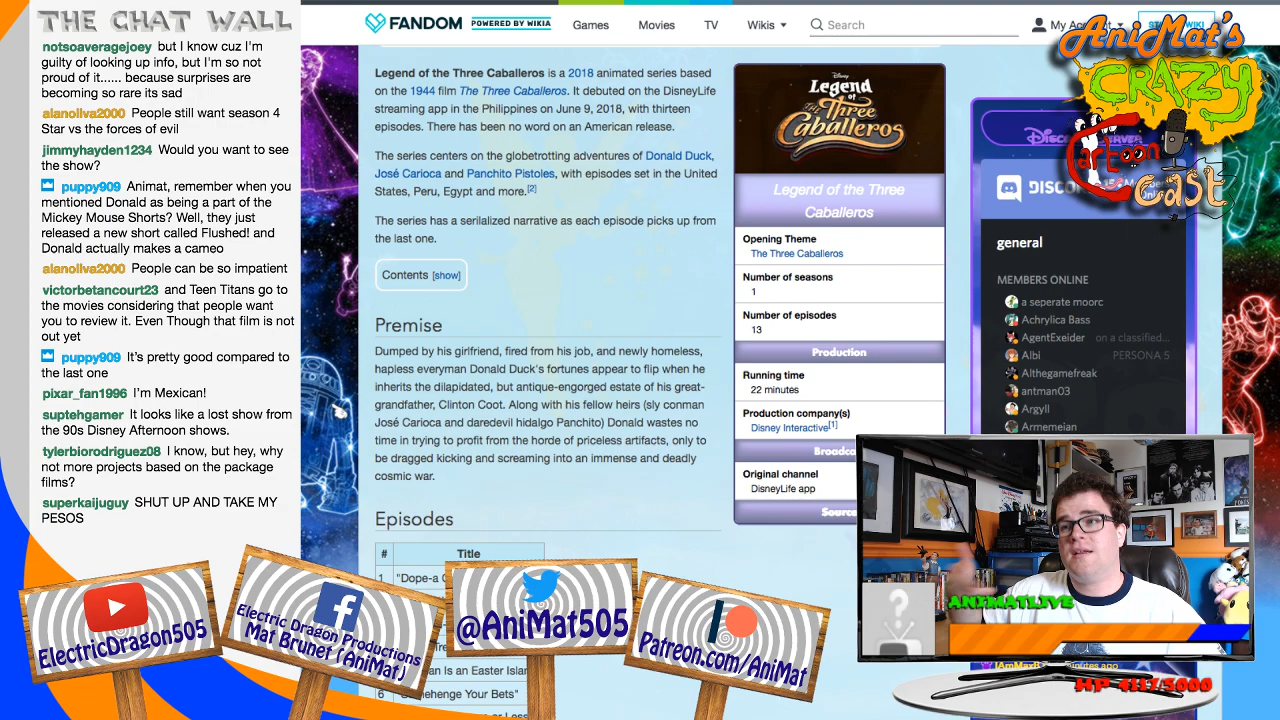 THE CHAT WALL
notsoaveragejoey but I know cuz I'm
guilty of looking up info, but I'm so not
proud of it...... because surprises are
becoming so rare its sad
alanoliva2000 People still want season 4
Star vs the forces of evil
jimmyhayden1234 Would you want to see
the show?
puppy909 Animat, remember when you
mentioned Donald as being a part of the
Mickey Mouse Shorts? Well, they just
released a new short called Flushed! and
Donald actually makes a cameo
alanoliva2000 People can be so impatient
victorbetancourt23 and Teen Titans go to
the movies considering that people want
you to review it. Even Though that film is not
out yet
puppy909 It's pretty good compared to
the last one
pixar_fan1996 I'm Mexican!
suptehgamer It looks like a lost show from
the 90s Disney Afternoon shows.
tylerbiorodriguez08 I know, but hey, why
not more projects based on the package
films?
superkaijuguy SHUT UP AND TAKE MY
PESOS
FANDOM POWERED BY WIKIA Games Movies TV Wikis Search My
Legend of the Three Caballeros is a 2018 animated series based
on the 1944 film The Three Caballeros. It debuted on the DisneyLife
streaming app in the Philippines on June 9, 2018, with thirteen
episodes. There has been no word on an American release.
The series centers on the globetrotting adventures of Donald Duck,
José Carioca and Panchito Pistoles, with episodes set in the United
States, Peru, Egypt and more.[2]
The series has a serilalized narrative as each episode picks up from
the last one.
Contents [show]
Premise
Dumped by his girlfriend, fired from his job, and newly homeless,
hapless everyman Donald Duck's fortunes appear to flip when he
inherits the dilapidated, but antique-engorged estate of his great-
grandfather, Clinton Coot. Along with his fellow heirs (sly conman
José Carioca and daredevil hidalgo Panchito) Donald wastes no
time in trying to profit from the horde of priceless artifacts, only to
be dragged kicking and screaming into an immense and deadly
cosmic war.
Episodes
# Title
1 "Dope-a
an Is an Easter Islan
6 henge Your Bets"
or Less
Disney
Legend
of
The Three
Caballeros
Legend of the Three
Caballeros
Opening Theme
The Three Caballeros
Number of seasons
1
Number of episodes
13
Production
Running time
22 minutes
Production company(s)
Disney Interactive[1]
Broadca
Original channel
DisneyLife app
Source
AniMat's
CRAZY
CarToon
Cast
general
MEMBERS ONLINE
a seperate moorc
Achrylica Bass
AgentExeider on a classified...
Albi PERSONA 5
Althegamefreak
antman03
Argyll
Armemeian
ANIMATLIVE
HP 4117/5000
ElectricDragon505
Electric Dragon Productions
Mat Brunet (AniMat)
@AniMat505
Patreon.com/AniMat